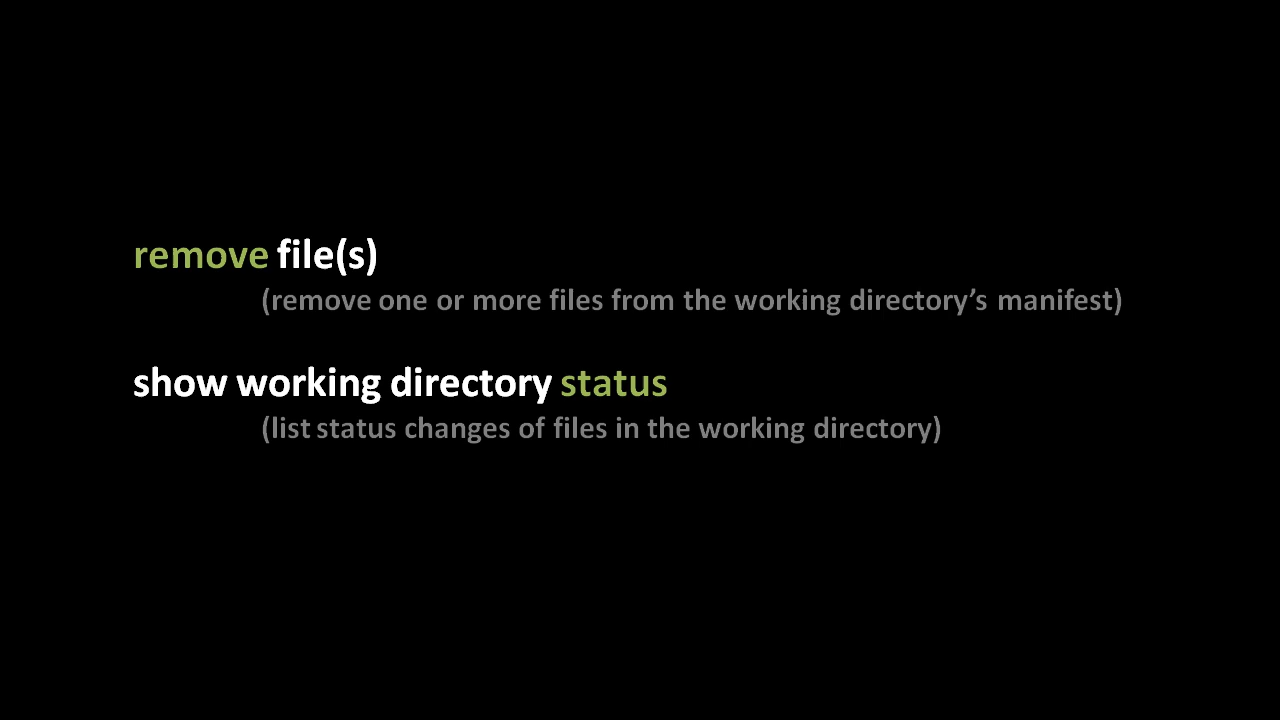 remove file(s)
(remove one or more files from the working directory’s manifest)
show working directory status
(list status changes of files in the working directory)